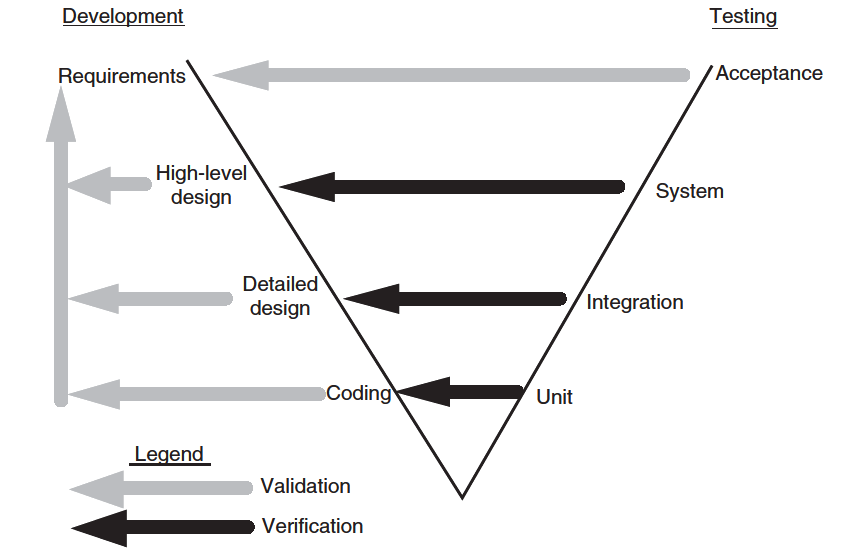 Development
Testing
Requirements
Acceptance
High-level
design
System
Detailed
design
Integration
Coding
Unit
Legend
Validation
Verification